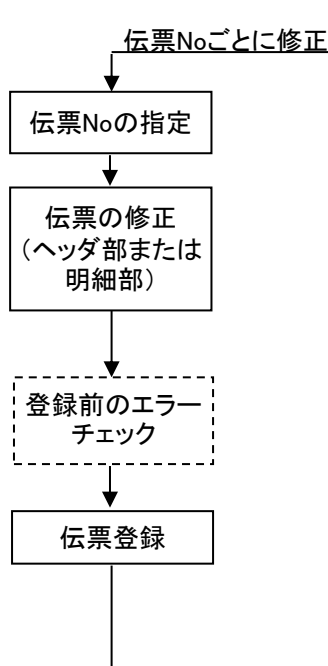 伝票Noごとに修正
伝票Noの指定
伝票の修正
（ヘッダ部または
明細部）
登録前のエラー
チェック
伝票登録